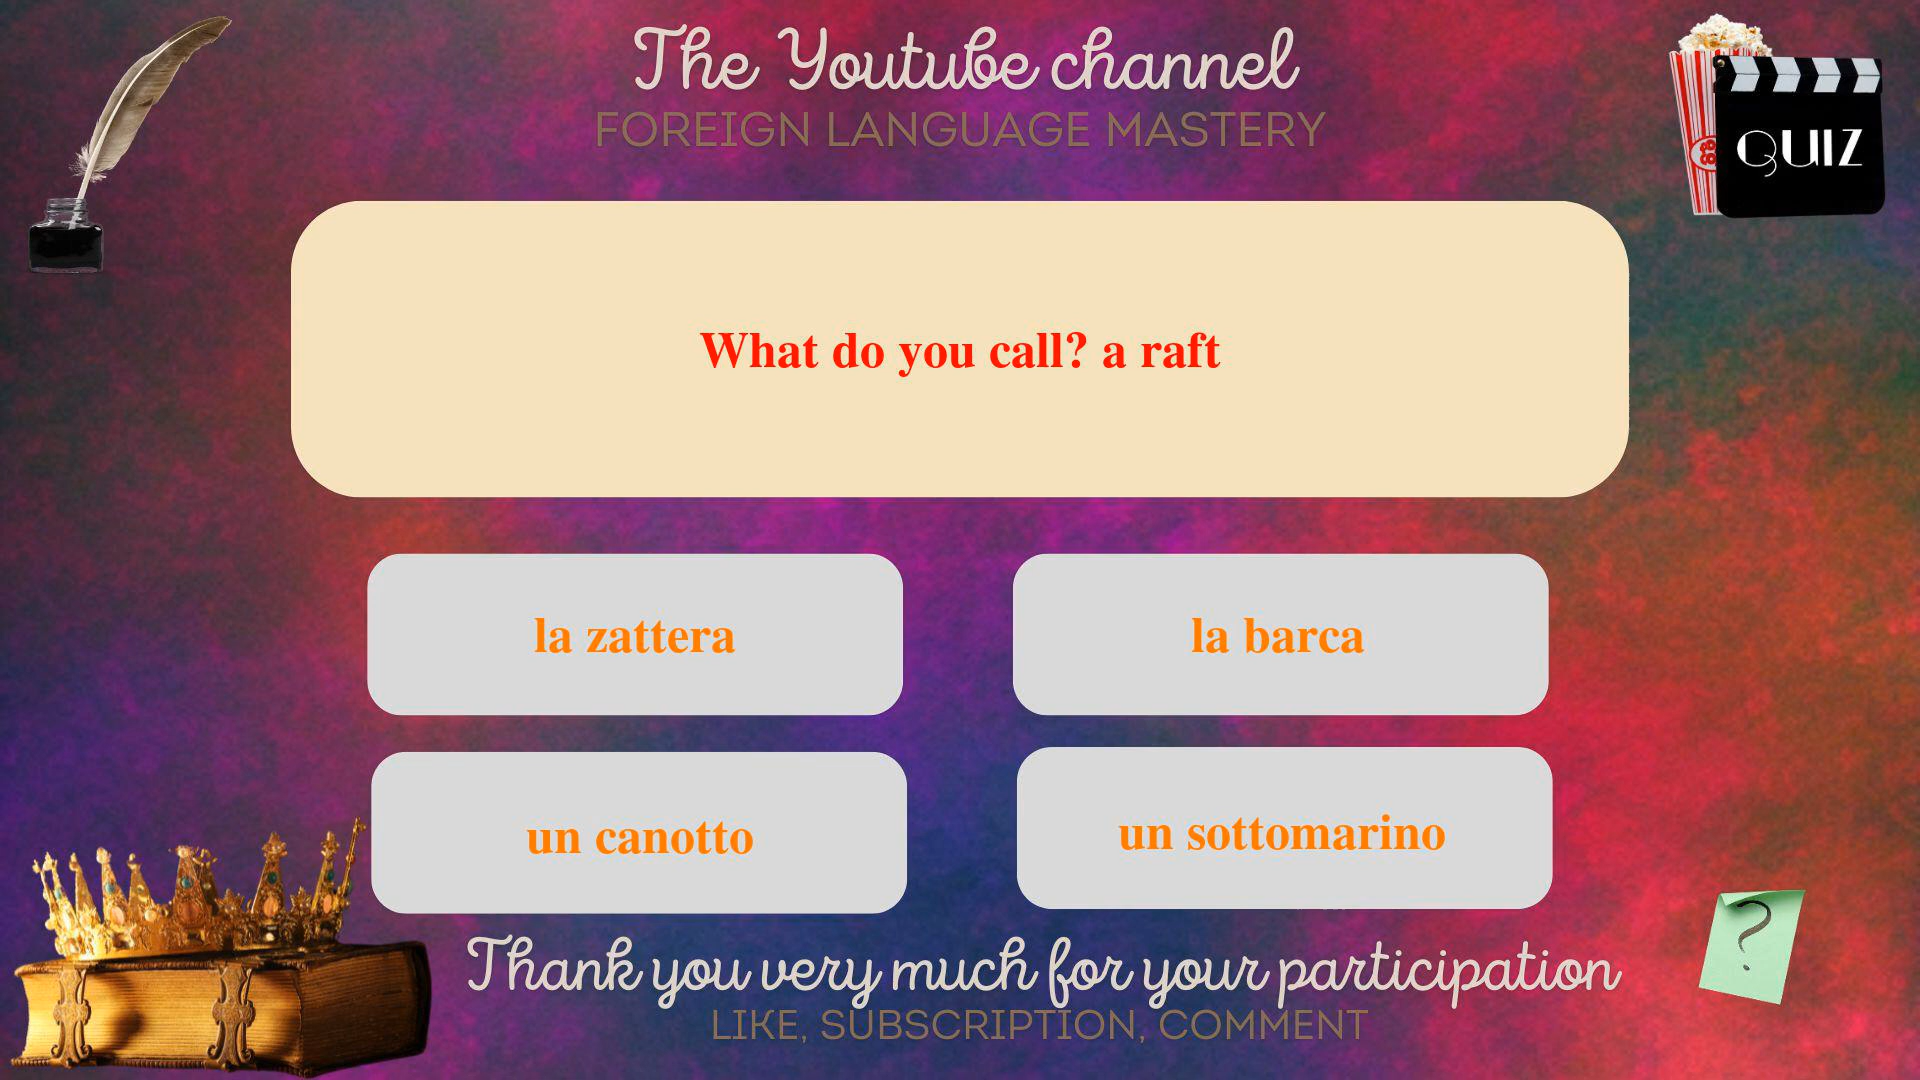 The Youtube channel
FOREIGN LANGUAGE MASTERY
QUIZ
What do you call? a raft
la zattera
la barca
un canotto
un sottomarino
?
Thank you very much for your participation
LIKE, SUBSCRIPTION, COMMENT